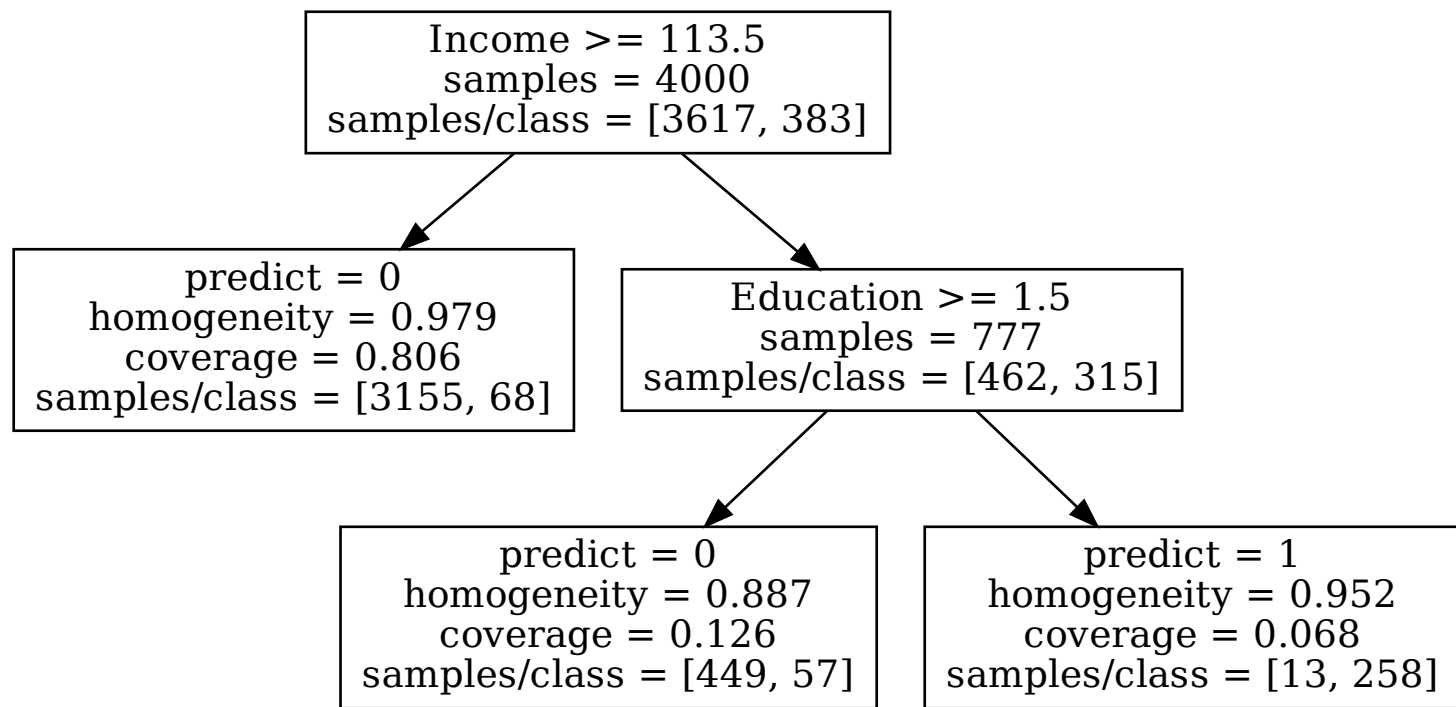 Income >= 113.5
samples = 4000
samples/class = [3617, 383]
predict = 0
homogeneity = 0.979
coverage = 0.806
samples/class = [3155, 68]
Education >= 1.5
samples = 777
samples/class = [462, 315]
predict = 0
homogeneity = 0.887
coverage = 0.126
samples/class = [449, 57]
predict = 1
homogeneity = 0.952
coverage = 0.068
samples/class = [13, 258]